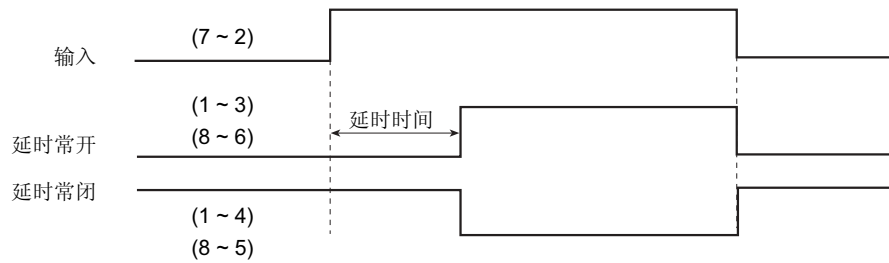 (7 ~ 2)
输入
(1 ~ 3)
延时时间
(8 ~ 6)
延时常开
延时常闭
(1 ~ 4)
(8 ~ 5)